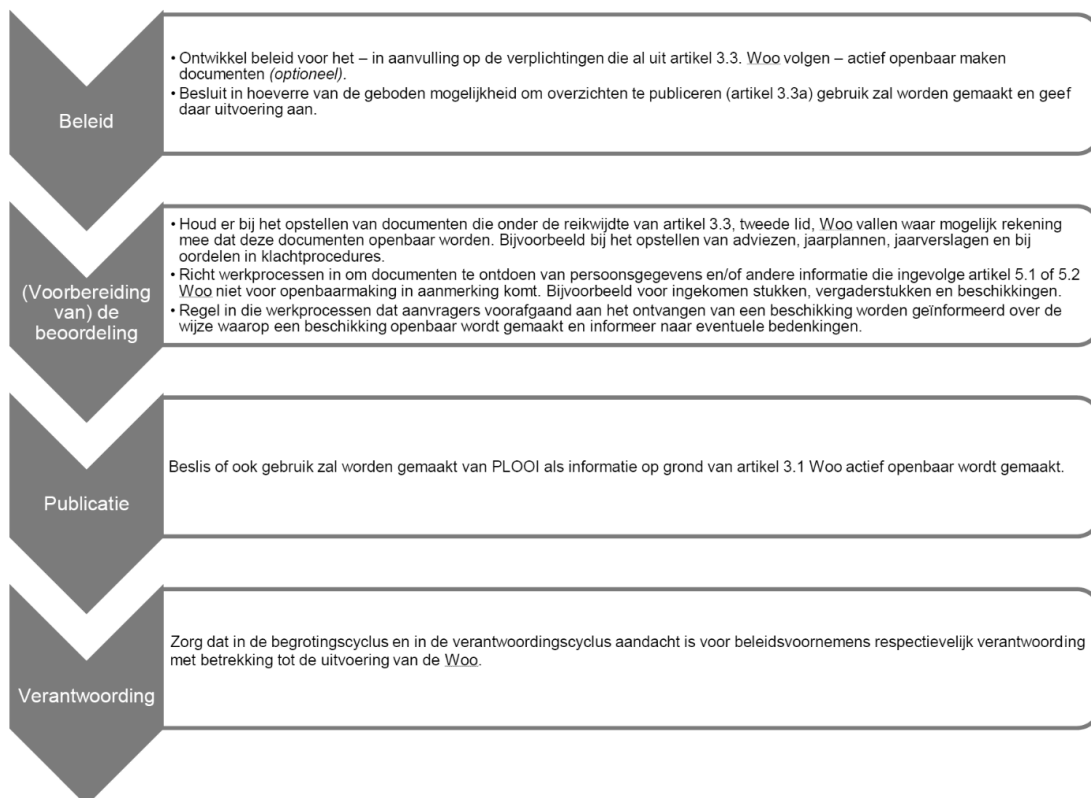 Beleid
• Ontwikkel beleid voor het – in aanvulling op de verplichtingen die al uit artikel 3.3. Woo volgen – actief openbaar maken
documenten (optioneel).
• Besluit in hoeverre van de geboden mogelijkheid om overzichten te publiceren (artikel 3.3a) gebruik zal worden gemaakt en geef
daar uitvoering aan.
(Voorbereiding
van) de
beoordeling
• Houd er bij het opstellen van documenten die onder de reikwijdte van artikel 3.3, tweede lid, Woo vallen waar mogelijk rekening
mee dat deze documenten openbaar worden. Bijvoorbeeld bij het opstellen van adviezen, jaarplannen, jaarverslagen en bij
oordelen in klachtprocedures.
• Richt werkprocessen in om documenten te ontdoen van persoonsgegevens en/of andere informatie die ingevolge artikel 5.1 of 5.2
Woo niet voor openbaarmaking in aanmerking komt. Bijvoorbeeld voor ingekomen stukken, vergaderstukken en beschikkingen.
• Regel in die werkprocessen dat aanvragers voorafgaand aan het ontvangen van een beschikking worden geïnformeerd over de
wijze waarop een beschikking openbaar wordt gemaakt en informeer naar eventuele bedenkingen.
Publicatie
Beslis of ook gebruik zal worden gemaakt van PLOOI als informatie op grond van artikel 3.1 Woo actief openbaar wordt gemaakt.
Verantwoording
Zorg dat in de begrotingscyclus en in de verantwoordingscyclus aandacht is voor beleidsvoornemens respectievelijk verantwoording
met betrekking tot de uitvoering van de Woo.